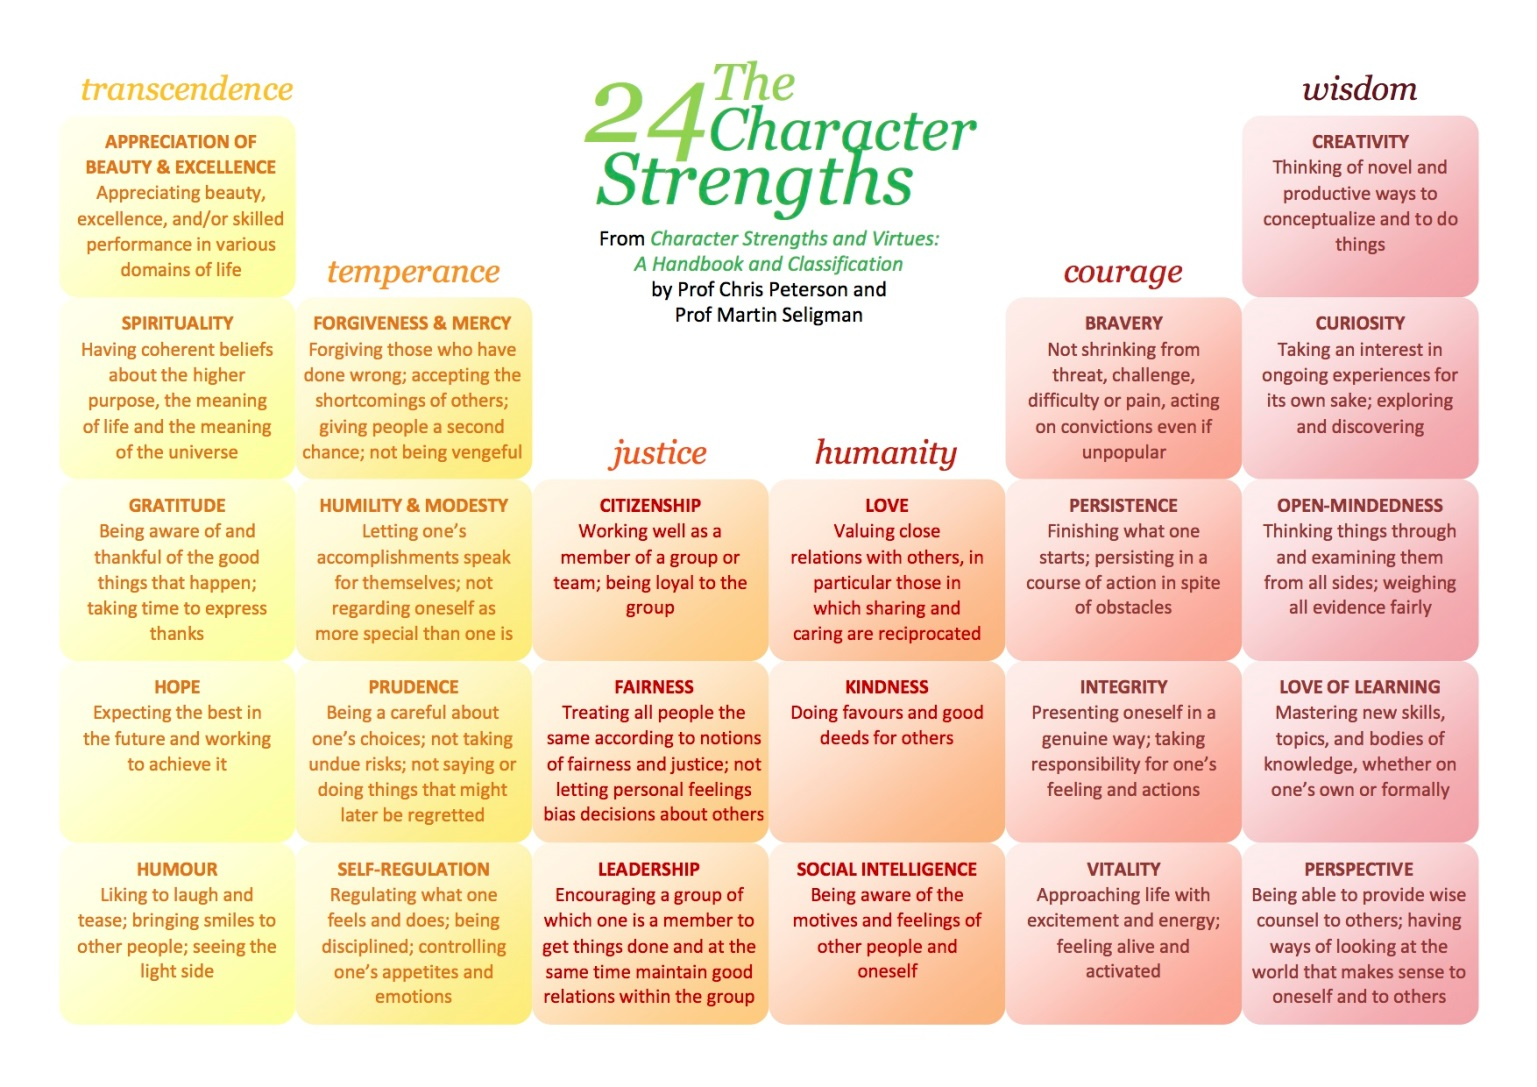 The
24 Character
Strengths
From Character Strengths and Virtues:
A Handbook and Classification
by Prof Chris Peterson and
Prof Martin Seligman
transcendence
APPRECIATION OF
BEAUTY & EXCELLENCE
Appreciating beauty,
excellence, and/or skilled
performance in various
domains of life
SPIRITUALITY
Having coherent beliefs
about the higher
purpose, the meaning
of life and the meaning
of the universe
GRATITUDE
Being aware of and
thankful of the good
things that happen;
taking time to express
thanks
HOPE
Expecting the best in
the future and working
to achieve it
HUMOUR
Liking to laugh and
tease; bringing smiles to
other people; seeing the
light side
temperance
FORGIVENESS & MERCY
Forgiving those who have
done wrong; accepting the
shortcomings of others;
giving people a second
chance; not being vengeful
HUMILITY & MODESTY
Letting one’s
accomplishments speak
for themselves; not
regarding oneself as
more special than one is
PRUDENCE
Being a careful about
one’s choices; not taking
undue risks; not saying or
doing things that might
later be regretted
SELF-REGULATION
Regulating what one
feels and does; being
disciplined; controlling
one’s appetites and
emotions
justice
CITIZENSHIP
Working well as a
member of a group or
team; being loyal to the
group
FAIRNESS
Treating all people the
same according to notions
of fairness and justice; not
letting personal feelings
bias decisions about others
LEADERSHIP
Encouraging a group of
which one is a member to
get things done and at the
same time maintain good
relations within the group
humanity
LOVE
Valuing close
relations with others, in
particular those in
which sharing and
caring are reciprocated
KINDNESS
Doing favours and good
deeds for others
SOCIAL INTELLIGENCE
Being aware of the
motives and feelings of
other people and
oneself
courage
BRAVERY
Not shrinking from
threat, challenge,
difficulty or pain, acting
on convictions even if
unpopular
PERSISTENCE
Finishing what one
starts; persisting in a
course of action in spite
of obstacles
INTEGRITY
Presenting oneself in a
genuine way; taking
responsibility for one’s
feeling and actions
VITALITY
Approaching life with
excitement and energy;
feeling alive and
activated
wisdom
CREATIVITY
Thinking of novel and
productive ways to
conceptualize and to do
things
CURIOSITY
Taking an interest in
ongoing experiences for
its own sake; exploring
and discovering
OPEN-MINDEDNESS
Thinking things through
and examining them
from all sides; weighing
all evidence fairly
LOVE OF LEARNING
Mastering new skills,
topics, and bodies of
knowledge, whether on
one’s own or formally
PERSPECTIVE
Being able to provide wise
counsel to others; having
ways of looking at the
world that makes sense to
oneself and to others